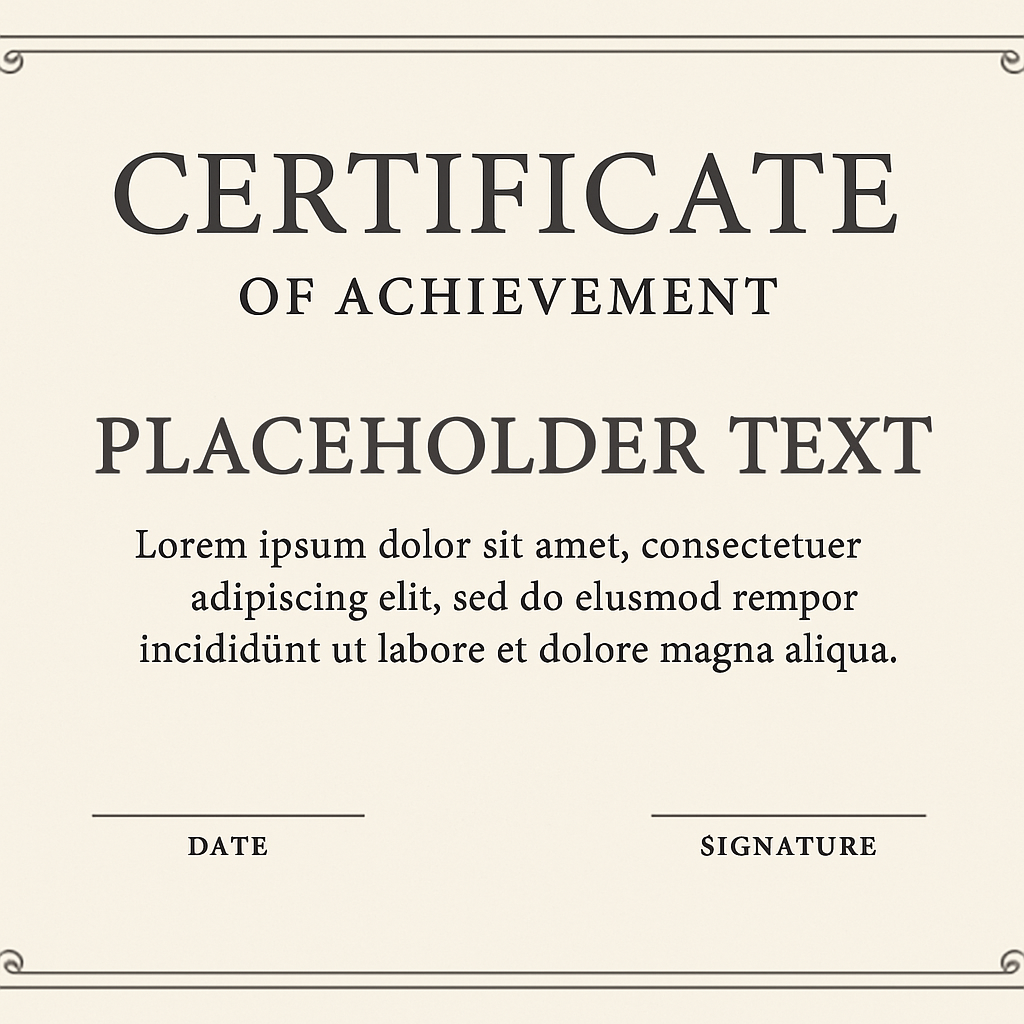 CERTIFICATE
OF ACHIEVEMENT
PLACEHOLDER TEXT
Lorem ipsum dolor sit amet, consectetuer
adipiscing elit, sed do elusmod rempor
incididünt ut labore et dolore magna aliqua.
DATE
SIGNATURE